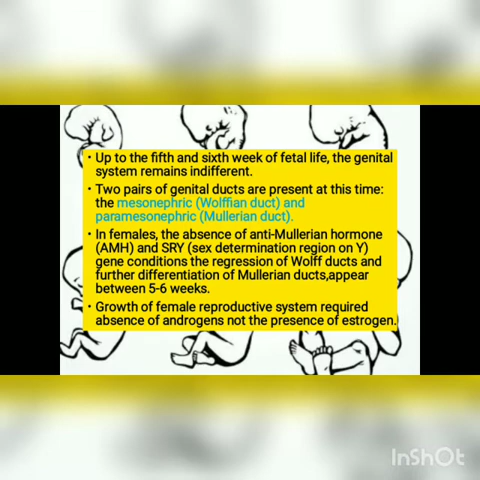 • Up to the fifth and sixth week of fetal life, the genital
system remains indifferent.
• Two pairs of genital ducts are present at this time:
the mesonephric (Wolffian duct) and
paramesonephric (Mullerian duct).
• In females, the absence of anti-Mullerian hormone
(AMH) and SRY (sex determination region on Y)
gene conditions the regression of Wolff ducts and
further differentiation of Mullerian ducts,appear
between 5-6 weeks.
• Growth of female reproductive system required
absence of androgens not the presence of estrogen.
InShOt